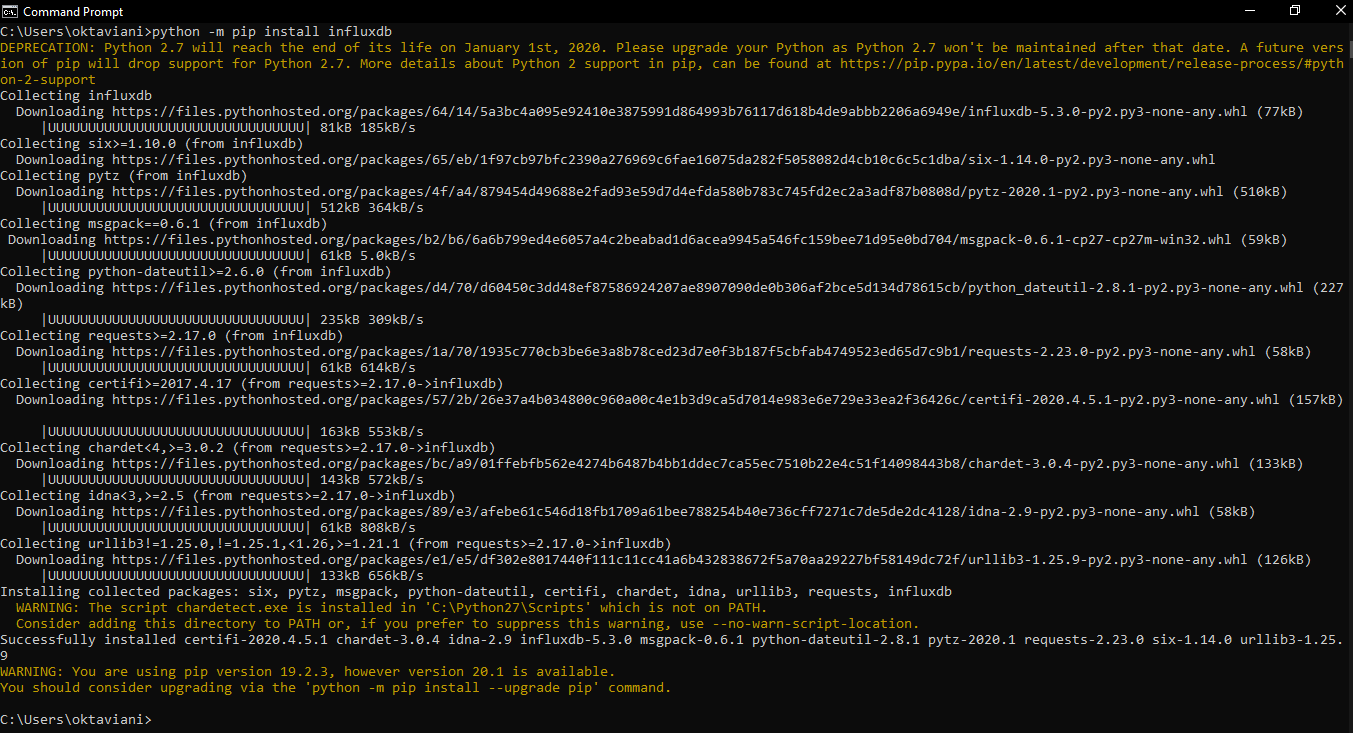 Command Prompt
C:\Users\oktaviani>python -m pip install influxdb
DEPRECATION: Python 2.7 will reach the end of its life on January 1st, 2020. Please upgrade your Python as Python 2.7 won't be maintained after that date. A future vers
ion of pip will drop support for Python 2.7. More details about Python 2 support in pip, can be found at https://pip.pypa.io/en/latest/development/release-process/#pyth
on-2-support
Collecting influxdb
  Downloading https://files.pythonhosted.org/packages/64/14/5a3bc4a095e92410e3875991d864993b76117d618b4de9abbb2206a6949e/influxdb-5.3.0-py2.py3-none-any.whl (77kB)
     |UUUUUUUUUUUUUUUUUUUUUUUUUUUUUUUU| 81kB 185kB/s
Collecting six>=1.10.0 (from influxdb)
  Downloading https://files.pythonhosted.org/packages/65/eb/1f97cb97bfc2390a276969c6fae16075da282f5058082d4cb10c6c5c1dba/six-1.14.0-py2.py3-none-any.whl
Collecting pytz (from influxdb)
  Downloading https://files.pythonhosted.org/packages/4f/a4/879454d49688e2fad93e59d7d4efda580b783c745fd2ec2a3adf87b0808d/pytz-2020.1-py2.py3-none-any.whl (510kB)
     |UUUUUUUUUUUUUUUUUUUUUUUUUUUUUUUU| 512kB 364kB/s
Collecting msgpack==0.6.1 (from influxdb)
 Downloading https://files.pythonhosted.org/packages/b2/b6/6a6b799ed4e6057a4c2beabad1d6acea9945a546fc159bee71d95e0bd704/msgpack-0.6.1-cp27-cp27m-win32.whl (59kB)
     |UUUUUUUUUUUUUUUUUUUUUUUUUUUUUUUU| 61kB 5.0kB/s
Collecting python-dateutil>=2.6.0 (from influxdb)
  Downloading https://files.pythonhosted.org/packages/d4/70/d60450c3dd48ef87586924207ae8907090de0b306af2bce5d134d78615cb/python_dateutil-2.8.1-py2.py3-none-any.whl (227
kB)
     |UUUUUUUUUUUUUUUUUUUUUUUUUUUUUUUU| 235kB 309kB/s
Collecting requests>=2.17.0 (from influxdb)
  Downloading https://files.pythonhosted.org/packages/1a/70/1935c770cb3be6e3a8b78ced23d7e0f3b187f5cbfab4749523ed65d7c9b1/requests-2.23.0-py2.py3-none-any.whl (58kB)
     |UUUUUUUUUUUUUUUUUUUUUUUUUUUUUUUU| 61kB 614kB/s
Collecting certifi>=2017.4.17 (from requests>=2.17.0->influxdb)
  Downloading https://files.pythonhosted.org/packages/57/2b/26e37a4b034800c960a00c4e1b3d9ca5d7014e983e6e729e33ea2f36426c/certifi-2020.4.5.1-py2.py3-none-any.whl (157kB)
     |UUUUUUUUUUUUUUUUUUUUUUUUUUUUUUUU| 163kB 553kB/s
Collecting chardet<4,>=3.0.2 (from requests>=2.17.0->influxdb)
  Downloading https://files.pythonhosted.org/packages/bc/a9/01ffebfb562e4274b6487b4bb1ddec7ca55ec7510b22e4c51f14098443b8/chardet-3.0.4-py2.py3-none-any.whl (133kB)
     |UUUUUUUUUUUUUUUUUUUUUUUUUUUUUUUU| 143kB 572kB/s
Collecting idna<3,>=2.5 (from requests>=2.17.0->influxdb)
  Downloading https://files.pythonhosted.org/packages/89/e3/afebe61c546d18fb1709a61bee788254b40e736cff7271c7de5de2dc4128/idna-2.9-py2.py3-none-any.whl (58kB)
     |UUUUUUUUUUUUUUUUUUUUUUUUUUUUUUUU| 61kB 808kB/s
Collecting urllib3!=1.25.0,!=1.25.1,<1.26,>=1.21.1 (from requests>=2.17.0->influxdb)
  Downloading https://files.pythonhosted.org/packages/e1/e5/df302e8017440f111c11cc41a6b432838672f5a70aa29227bf58149dc72f/urllib3-1.25.9-py2.py3-none-any.whl (126kB)
     |UUUUUUUUUUUUUUUUUUUUUUUUUUUUUUUU| 133kB 656kB/s
Installing collected packages: six, pytz, msgpack, python-dateutil, certifi, chardet, idna, urllib3, requests, influxdb
  WARNING: The script chardetect.exe is installed in 'C:\Python27\Scripts' which is not on PATH.
  Consider adding this directory to PATH or, if you prefer to suppress this warning, use --no-warn-script-location.
Successfully installed certifi-2020.4.5.1 chardet-3.0.4 idna-2.9 influxdb-5.3.0 msgpack-0.6.1 python-dateutil-2.8.1 pytz-2020.1 requests-2.23.0 six-1.14.0 urllib3-1.25.
9
WARNING: You are using pip version 19.2.3, however version 20.1 is available.
You should consider upgrading via the 'python -m pip install --upgrade pip' command.
C:\Users\oktaviani>